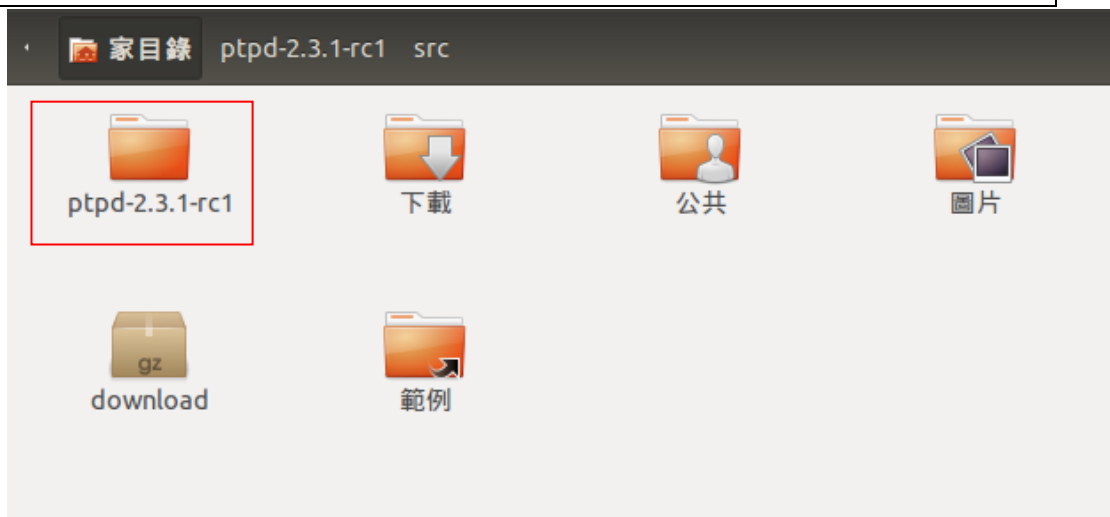 家目錄 ptpd-2.3.1-rc1 src
ptpd-2.3.1-rc1 下載 公共 圖片
gz
download 範例